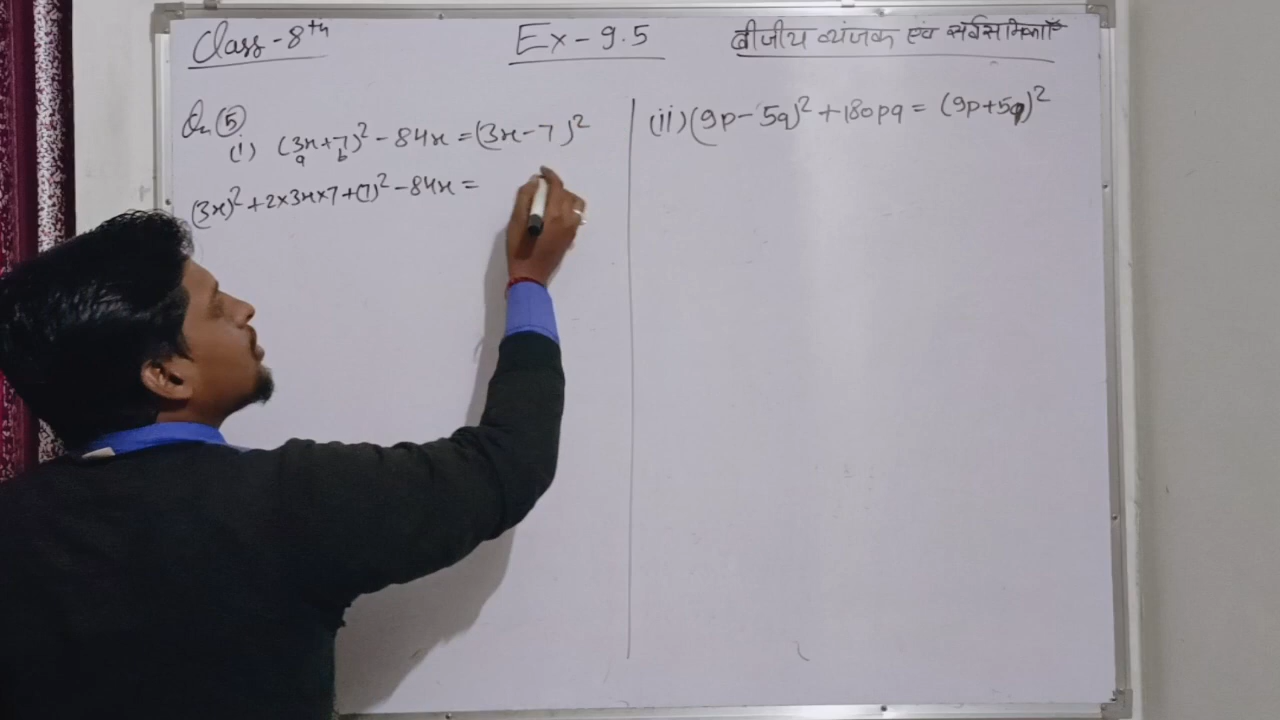 Class-8th
Ex-9.5
बीजीय व्यंजक एवं सर्वसमिकाएँ
Qn ⑤
(i) (3x+7)² - 84x = (3x-7)²
a b
(3x)² + 2×3x×7 + (7)² - 84x =
(ii) (9p - 5q)² + 180pq = (9p+5q)²